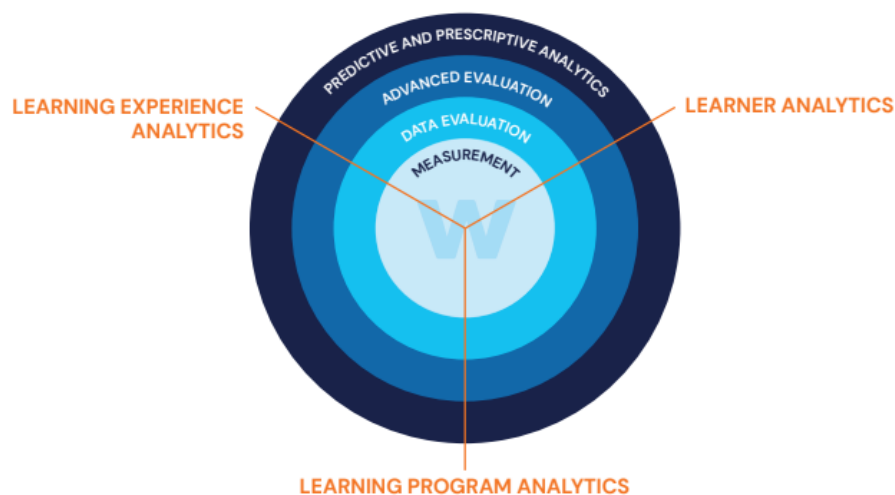 PREDICTIVE AND PRESCRIPTIVE ANALYTICS
ADVANCED EVALUATION
DATA EVALUATION
MEASUREMENT
W
LEARNING EXPERIENCE
ANALYTICS
LEARNER ANALYTICS
LEARNING PROGRAM ANALYTICS